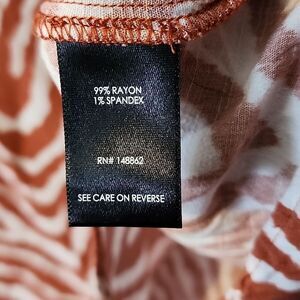 99% RAYON
1% SPANDEX
RN# 148862
SEE CARE ON REVERSE